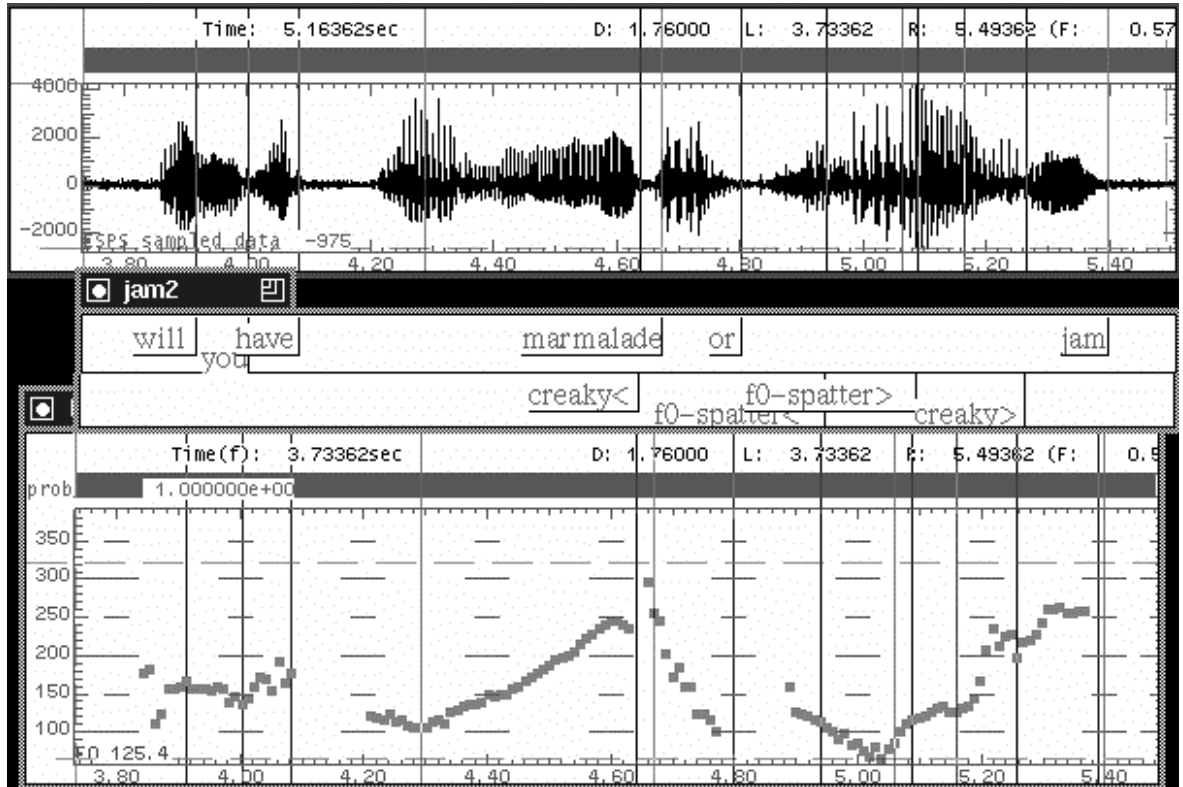 Time: 5.16362sec D: 1.76000 L: 3.73362 R: 5.49362 (F: 0.57
4000
2000
0
-2000
ESPS sampled data -975
3.80 4.00 4.20 4.40 4.60 4.80 5.00 5.20 5.40
jam2
will you have marmalade or jam
creaky< f0-spatter< f0-spatter> creaky>
Time(f): 3.73362sec D: 1.76000 L: 3.73362 R: 5.49362 (F: 0.5
prob 1.000000e+00
350
300
250
200
150
100
F0 125.4
3.80 4.00 4.20 4.40 4.60 4.80 5.00 5.20 5.40